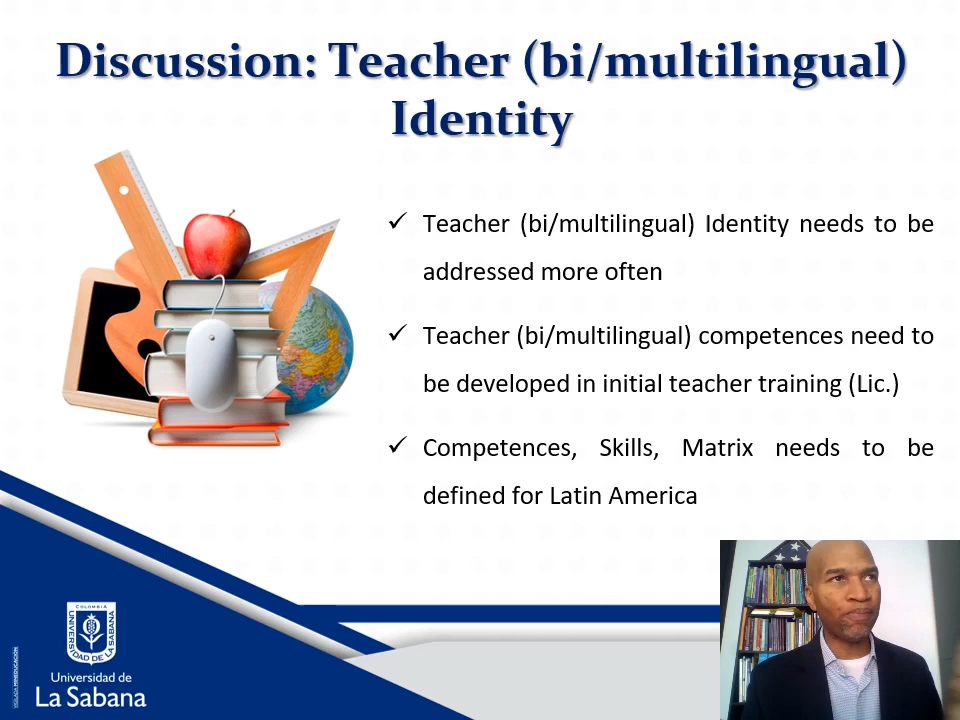 Discussion: Teacher (bi/multilingual)
Identity
✓ Teacher (bi/multilingual) Identity needs to be
addressed more often
✓ Teacher (bi/multilingual) competences need to
be developed in initial teacher training (Lic.)
✓ Competences, Skills, Matrix needs to be
defined for Latin America
COLOMBIA
UNIVERSIDAD DE LA SABANA
Universidad de
La Sabana
VIGILADA MINEDUCACIÓN